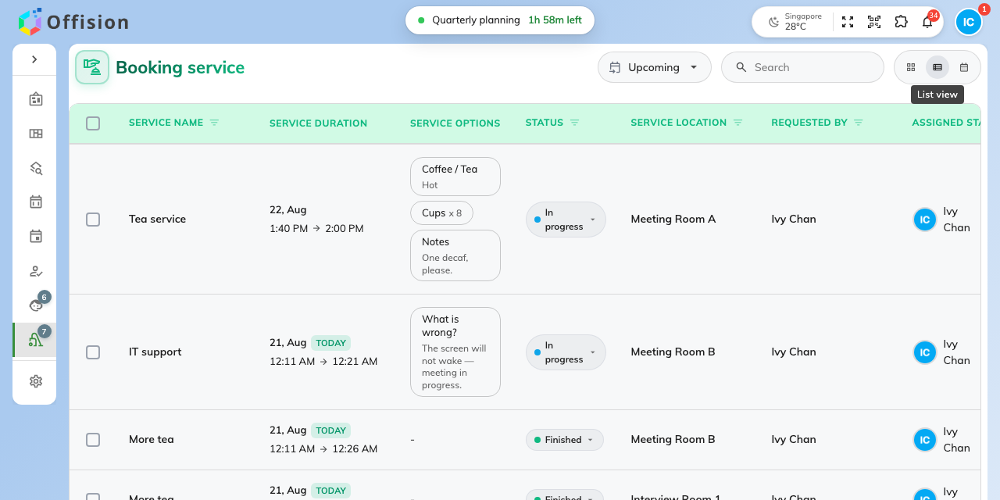 Offision
Quarterly planning 1h 58m left
Singapore
28°C
34
IC
1
Booking service
Upcoming
Search
List view
SERVICE NAME
SERVICE DURATION
SERVICE OPTIONS
STATUS
SERVICE LOCATION
REQUESTED BY
ASSIGNED STA
Tea service
22, Aug
1:40 PM → 2:00 PM
Coffee / Tea
Hot
Cups x 8
Notes
One decaf,
please.
In
progress
Meeting Room A
Ivy Chan
IC
Ivy
Chan
6
7
IT support
21, Aug TODAY
12:11 AM → 12:21 AM
What is
wrong?
The screen will
not wake —
meeting in
progress.
In
progress
Meeting Room B
Ivy Chan
IC
Ivy
Chan
More tea
21, Aug TODAY
12:11 AM → 12:26 AM
-
Finished
Meeting Room B
Ivy Chan
IC
Ivy
Chan
More tea
21, Aug TODAY
-
Finished
Interview Room 1
Ivy Chan
IC
Ivy